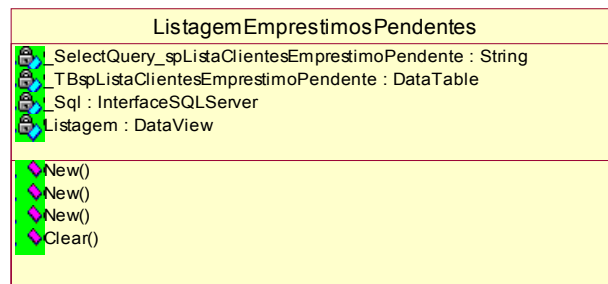 ListagemEmprestimosPendentes
_SelectQuery_spListaClientesEmprestimoPendente : String
_TBspListaClientesEmprestimoPendente : DataTable
_Sql : InterfaceSQLServer
Listagem : DataView
New()
New()
New()
Clear()